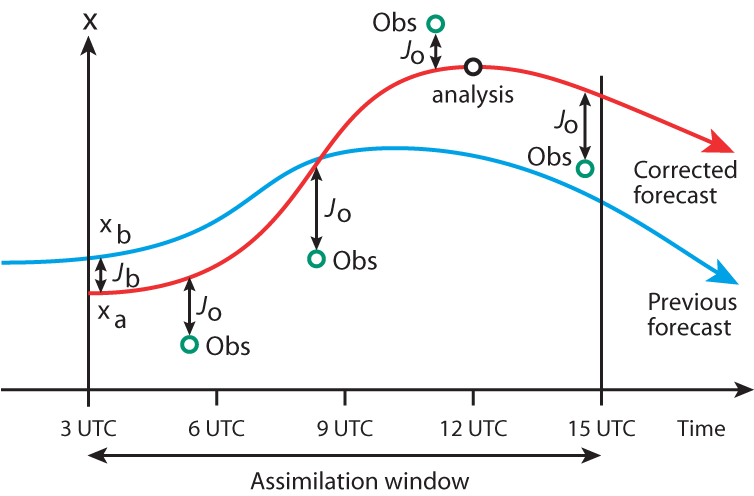 x
Obs
Jo
analysis
Jo
Obs
Corrected
forecast
xb
Jo
Jb
Obs
xa
Jo
Obs
Previous
forecast
3 UTC
6 UTC
9 UTC
12 UTC
15 UTC
Time
Assimilation window